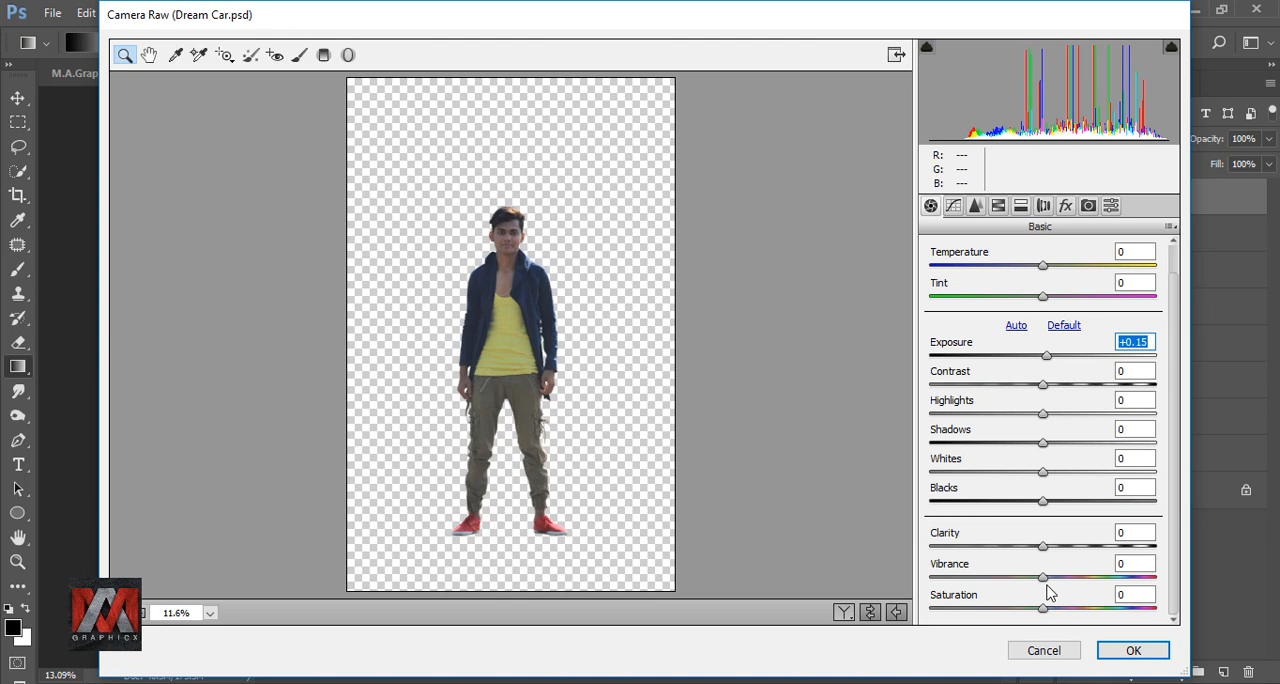 Ps File Edit
Camera Raw (Dream Car.psd)
M.A.Grap
R: ---
G: ---
B: ---
Opacity: 100%
Fill: 100%
Basic
Temperature 0
Tint 0
Auto Default
Exposure +0.15
Contrast 0
Highlights 0
Shadows 0
Whites 0
Blacks 0
Clarity 0
Vibrance 0
Saturation 0
11.6%
GRAPHICX
Cancel OK
13.09%